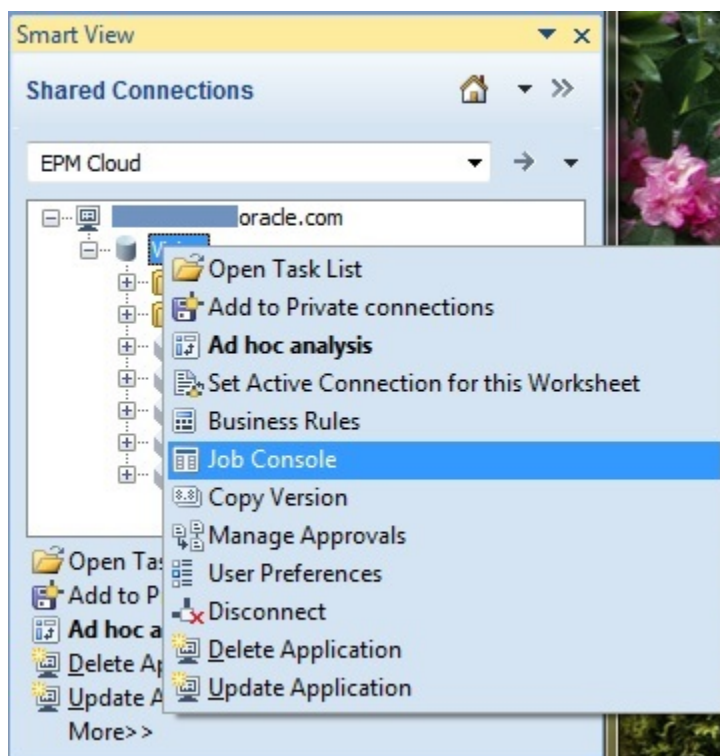 Smart View
Shared Connections
EPM Cloud
oracle.com
Open Task List
Add to Private connections
Ad hoc analysis
Set Active Connection for this Worksheet
Business Rules
Job Console
Copy Version
Manage Approvals
User Preferences
Disconnect
Delete Application
Update Application
Open Ta
Add to P
Ad hoc a
Delete Ap
Update A
More>>